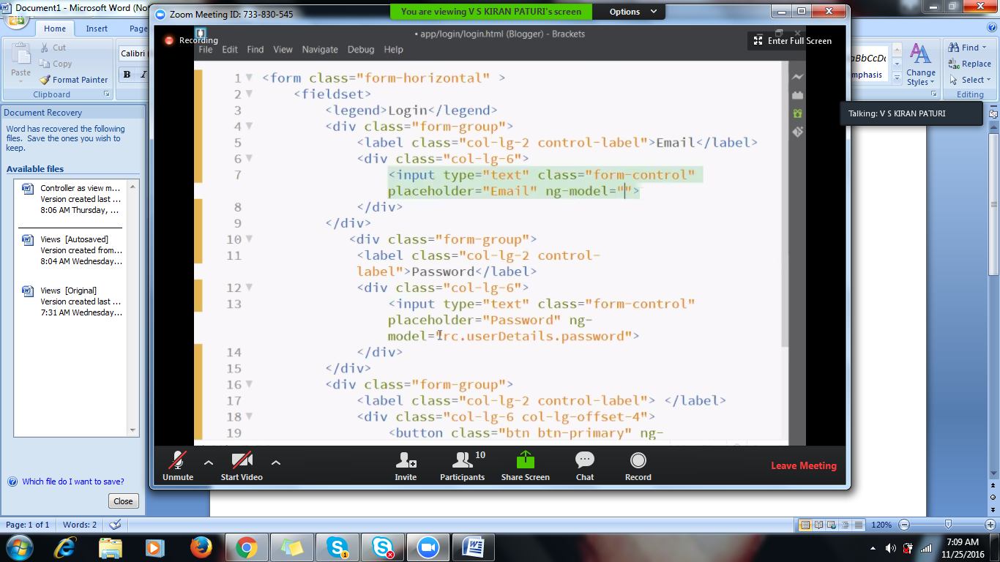 Document1 - Microsoft Word (No
Zoom Meeting ID: 733-830-545
You are viewing V S KIRAN PATURI's screen
Options
Home
Insert
Page
Cut
Copy
Format Painter
Paste
Clipboard
Calibri
B I
Change
Styles
Find
Replace
Select
Editing
Talking: V S KIRAN PATURI
Document Recovery
Word has recovered the following
files. Save the ones you wish to
keep.
Available files
Controller as view m...
Version created last ...
8:06 AM Thursday, ...
Views [Autosaved]
Version created from...
8:04 AM Wednesday...
Views [Original]
Version created last ...
7:31 AM Wednesday...
Which file do I want to save?
Close
Recording
• app/login/login.html (Blogger) - Brackets
Enter Full Screen
File Edit Find View Navigate Debug Help
1 <form class="form-horizontal" >
2 <fieldset>
3 <legend>Login</legend>
4 <div class="form-group">
5 <label class="col-lg-2 control-label">Email</label>
6 <div class="col-lg-6">
7 <input type="text" class="form-control"
placeholder="Email" ng-model="">
8 </div>
9 </div>
10 <div class="form-group">
11 <label class="col-lg-2 control-
label">Password</label>
12 <div class="col-lg-6">
13 <input type="text" class="form-control"
placeholder="Password" ng-
model="rc.userDetails.password">
14 </div>
15 </div>
16 <div class="form-group">
17 <label class="col-lg-2 control-label"> </label>
18 <div class="col-lg-6 col-lg-offset-4">
19 <button class="btn btn-primary" ng-
Unmute
Start Video
Invite
10
Participants
Share Screen
Chat
Record
Leave Meeting
Page: 1 of 1
Words: 2
120%
7:09 AM
11/25/2016